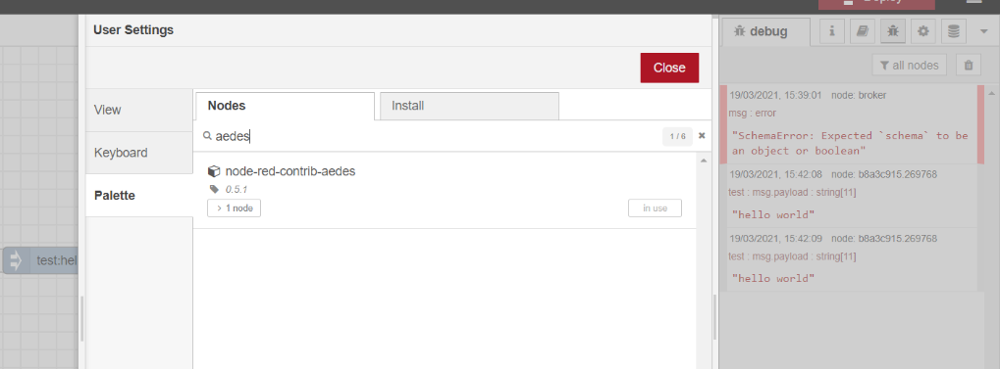 User Settings
Close
View
Keyboard
Palette
Nodes
Install
aedes
1 / 6
node-red-contrib-aedes
0.5.1
> 1 node
in use
test:hel
debug
all nodes
19/03/2021, 15:39:01 node: broker
msg : error
"SchemaError: Expected `schema` to be
an object or boolean"
19/03/2021, 15:42:08 node: b8a3c915.269768
test : msg.payload : string[11]
"hello world"
19/03/2021, 15:42:09 node: b8a3c915.269768
test : msg.payload : string[11]
"hello world"